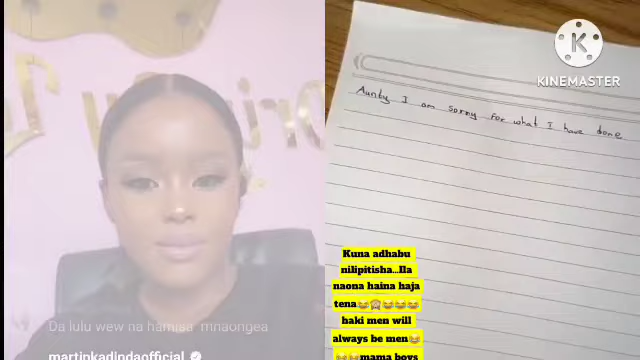 Da lulu wew na hamisa mnaongea
martinkadindaofficial
KINEMASTER
Aunty I am sorry for what I have done
Kuna adhabu
nilipitisha...Ila
naona haina haja
tena😂🙊😂😂😂
haki men will
always be men😂
😂😂mama boys